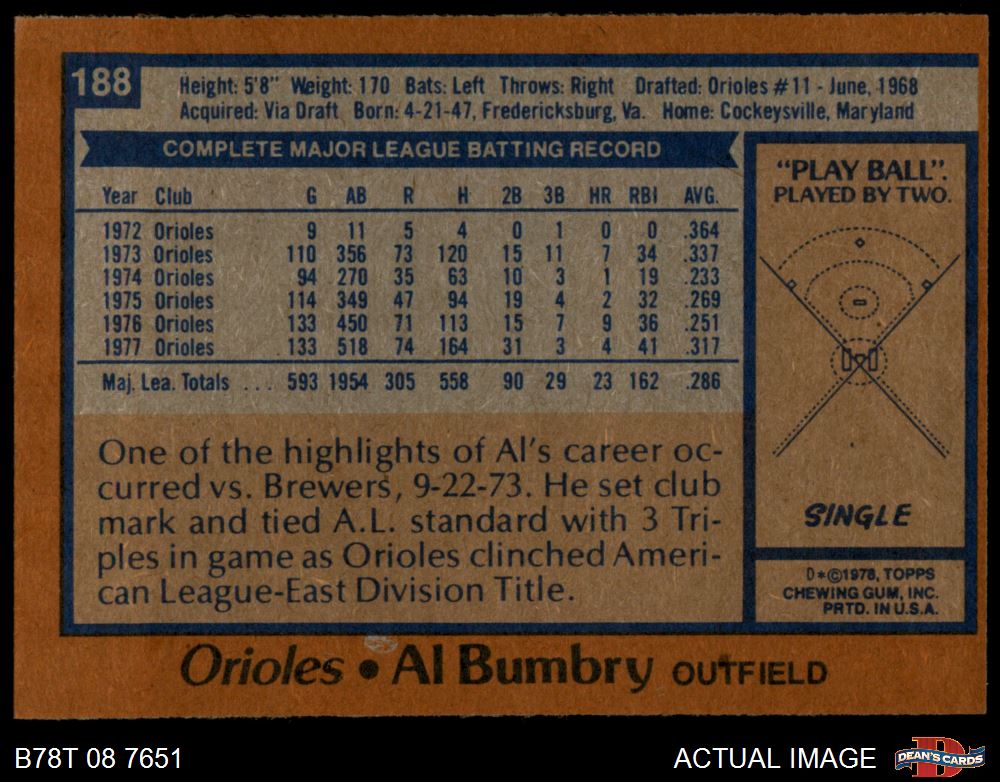 188
Height: 5'8" Weight: 170 Bats: Left Throws: Right Drafted: Orioles #11 - June, 1968
Acquired: Via Draft Born: 4-21-47, Fredericksburg, Va. Home: Cockeysville, Maryland
COMPLETE MAJOR LEAGUE BATTING RECORD
Year Club G AB R H 2B 3B HR RBI AVG.
1972 Orioles 9 11 5 4 0 1 0 0 .364
1973 Orioles 110 356 73 120 15 11 7 34 .337
1974 Orioles 94 270 35 63 10 3 1 19 .233
1975 Orioles 114 349 47 94 19 4 2 32 .269
1976 Orioles 133 450 71 113 15 7 9 36 .251
1977 Orioles 133 518 74 164 31 3 4 41 .317
Maj. Lea. Totals ... 593 1954 305 558 90 29 23 162 .286
One of the highlights of Al's career oc-
curred vs. Brewers, 9-22-73. He set club
mark and tied A.L. standard with 3 Tri-
ples in game as Orioles clinched Ameri-
can League-East Division Title.
"PLAY BALL".
PLAYED BY TWO.
SINGLE
D*©1978, TOPPS
CHEWING GUM, INC.
PRTD. IN U.S.A.
Orioles • Al Bumbry OUTFIELD
B78T 08 7651
ACTUAL IMAGE
D
DEAN'S CARDS